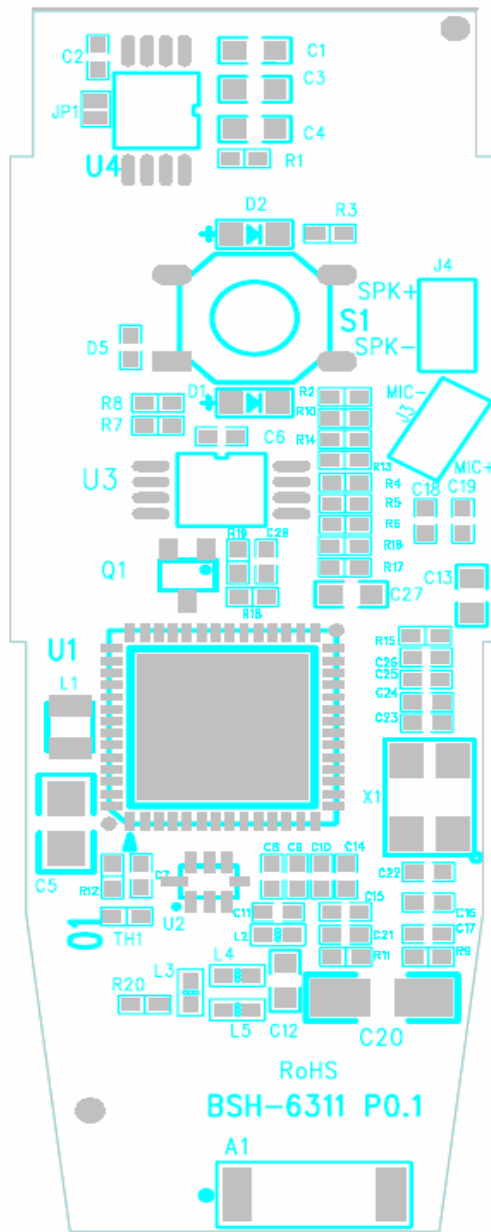 C2
C1
C3
JP1
C4
U4
R1
D2
R3
J4
SPK+
S1
D5
SPK-
D1
R2
MIC-
R8
R10
J3
R7
C6
R14
R13
MIC+
U3
R4
C18
C19
R5
R6
R19
C28
R16
Q1
R17
C13
R18
C27
U1
R15
L1
C26
C25
C24
C23
X1
C5
R12
C7
C8
C9
C10
C14
C22
U2
C11
C15
C16
01
TH1
L2
C21
C17
L3
L4
R11
R9
R20
L5
C12
C20
RoHS
BSH-6311 P0.1
A1